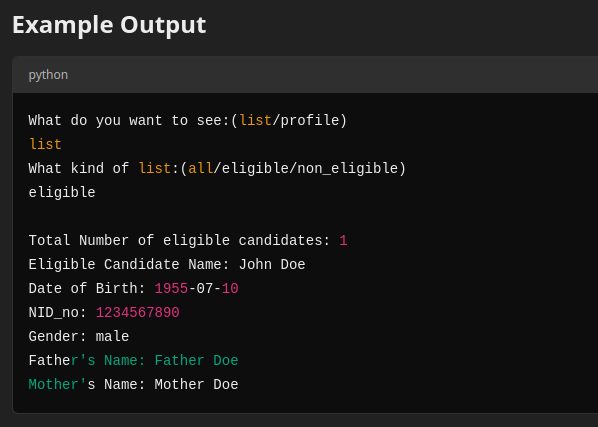 Example Output
python
What do you want to see:(list/profile)
list
What kind of list:(all/eligible/non_eligible)
eligible
Total Number of eligible candidates: 1
Eligible Candidate Name: John Doe
Date of Birth: 1955-07-10
NID_no: 1234567890
Gender: male
Father's Name: Father Doe
Mother's Name: Mother Doe